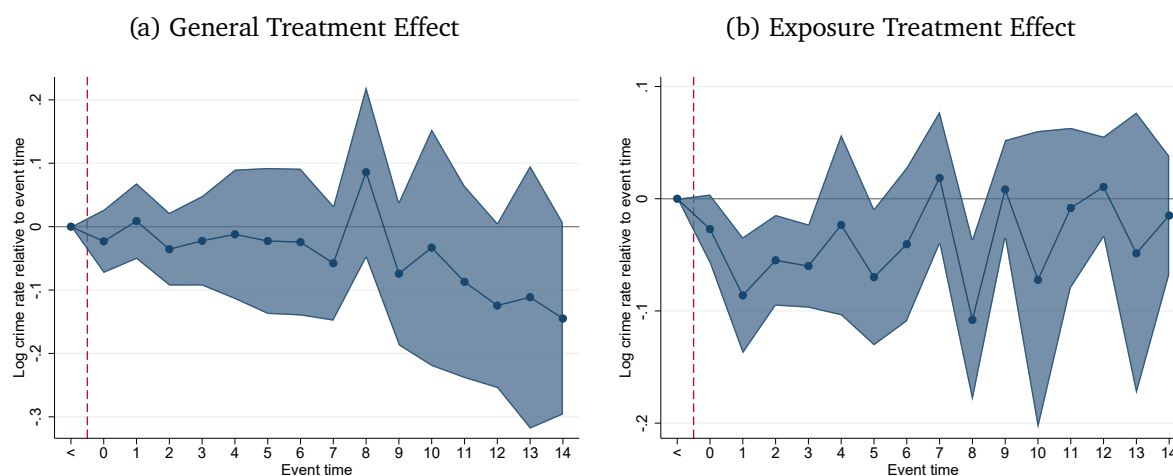 (a) General Treatment Effect
Log crime rate relative to event time
.2
.1
0
-.1
-.2
-.3
< 0 1 2 3 4 5 6 7 8 9 10 11 12 13 14
Event time
(b) Exposure Treatment Effect
Log crime rate relative to event time
.1
0
-.1
-.2
< 0 1 2 3 4 5 6 7 8 9 10 11 12 13 14
Event time